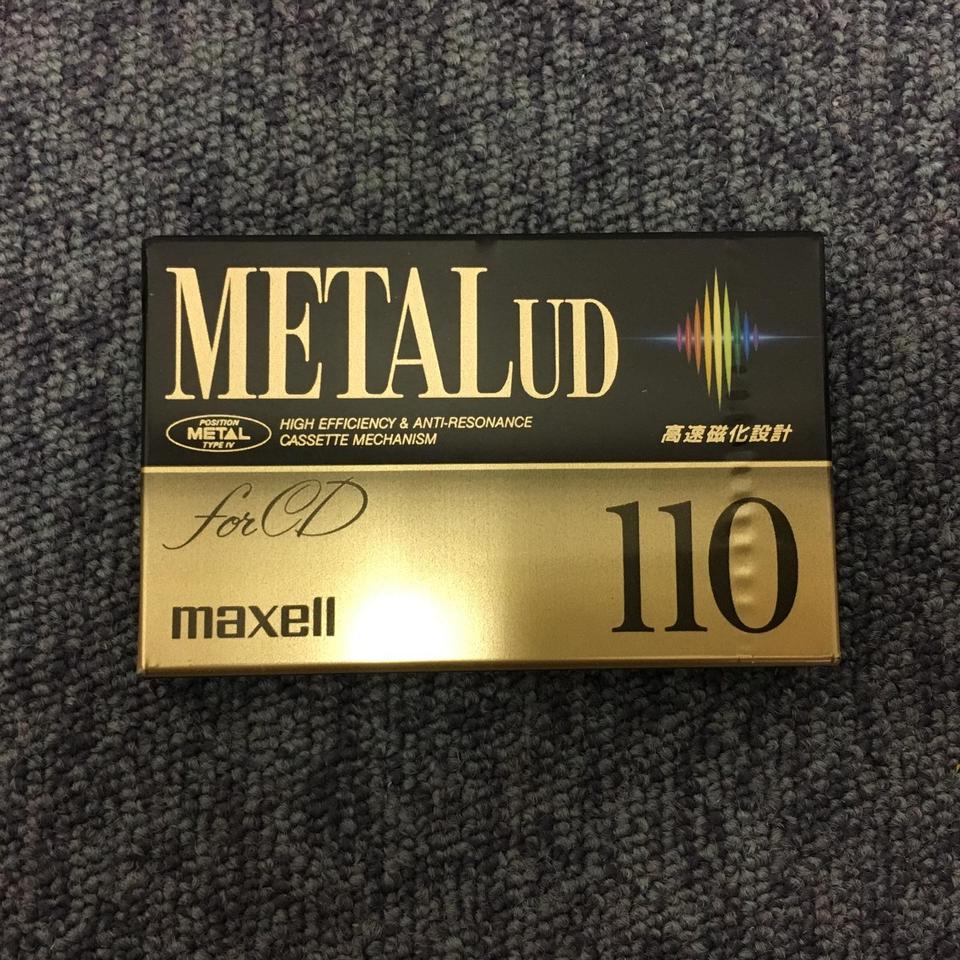 METAL UD
POSITION
METAL
TYPE IV
HIGH EFFICIENCY & ANTI-RESONANCE
CASSETTE MECHANISM
高速磁化設計
for CD
110
maxell